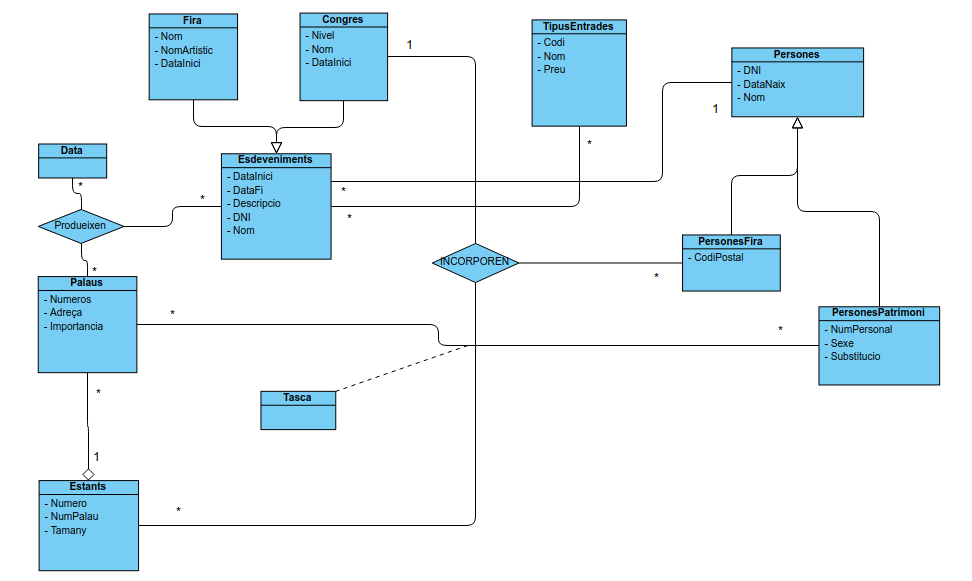 Fira
- Nom
- NomArtistic
- DataInici
Congres
- Nivel
- Nom
- DataInici
1
TipusEntrades
- Codi
- Nom
- Preu
*
Persones
- DNI
- DataNaix
- Nom
1
Data
*
Produeixen
*
*
Esdeveniments
- DataInici
- DataFi
- Descripcio
- DNI
- Nom
*
*
INCORPOREN
*
PersonesFira
- CodiPostal
Palaus
- Numeros
- Adreça
- Importancia
*
*
PersonesPatrimoni
- NumPersonal
- Sexe
- Substitucio
Tasca
*
1
Estants
- Numero
- NumPalau
- Tamany
*